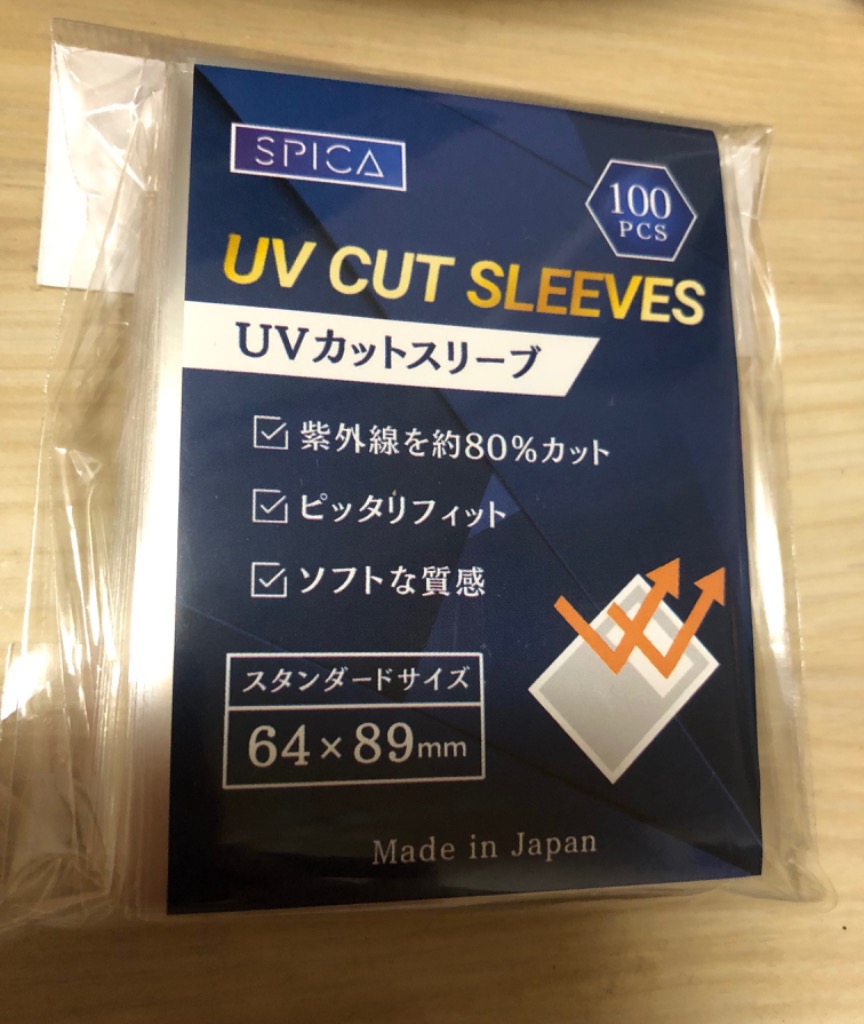 SPICA
100
PCS
UV CUT SLEEVES
UVカットスリーブ
紫外線を約80%カット
ピッタリフィット
ソフトな質感
スタンダードサイズ
64×89mm
Made in Japan